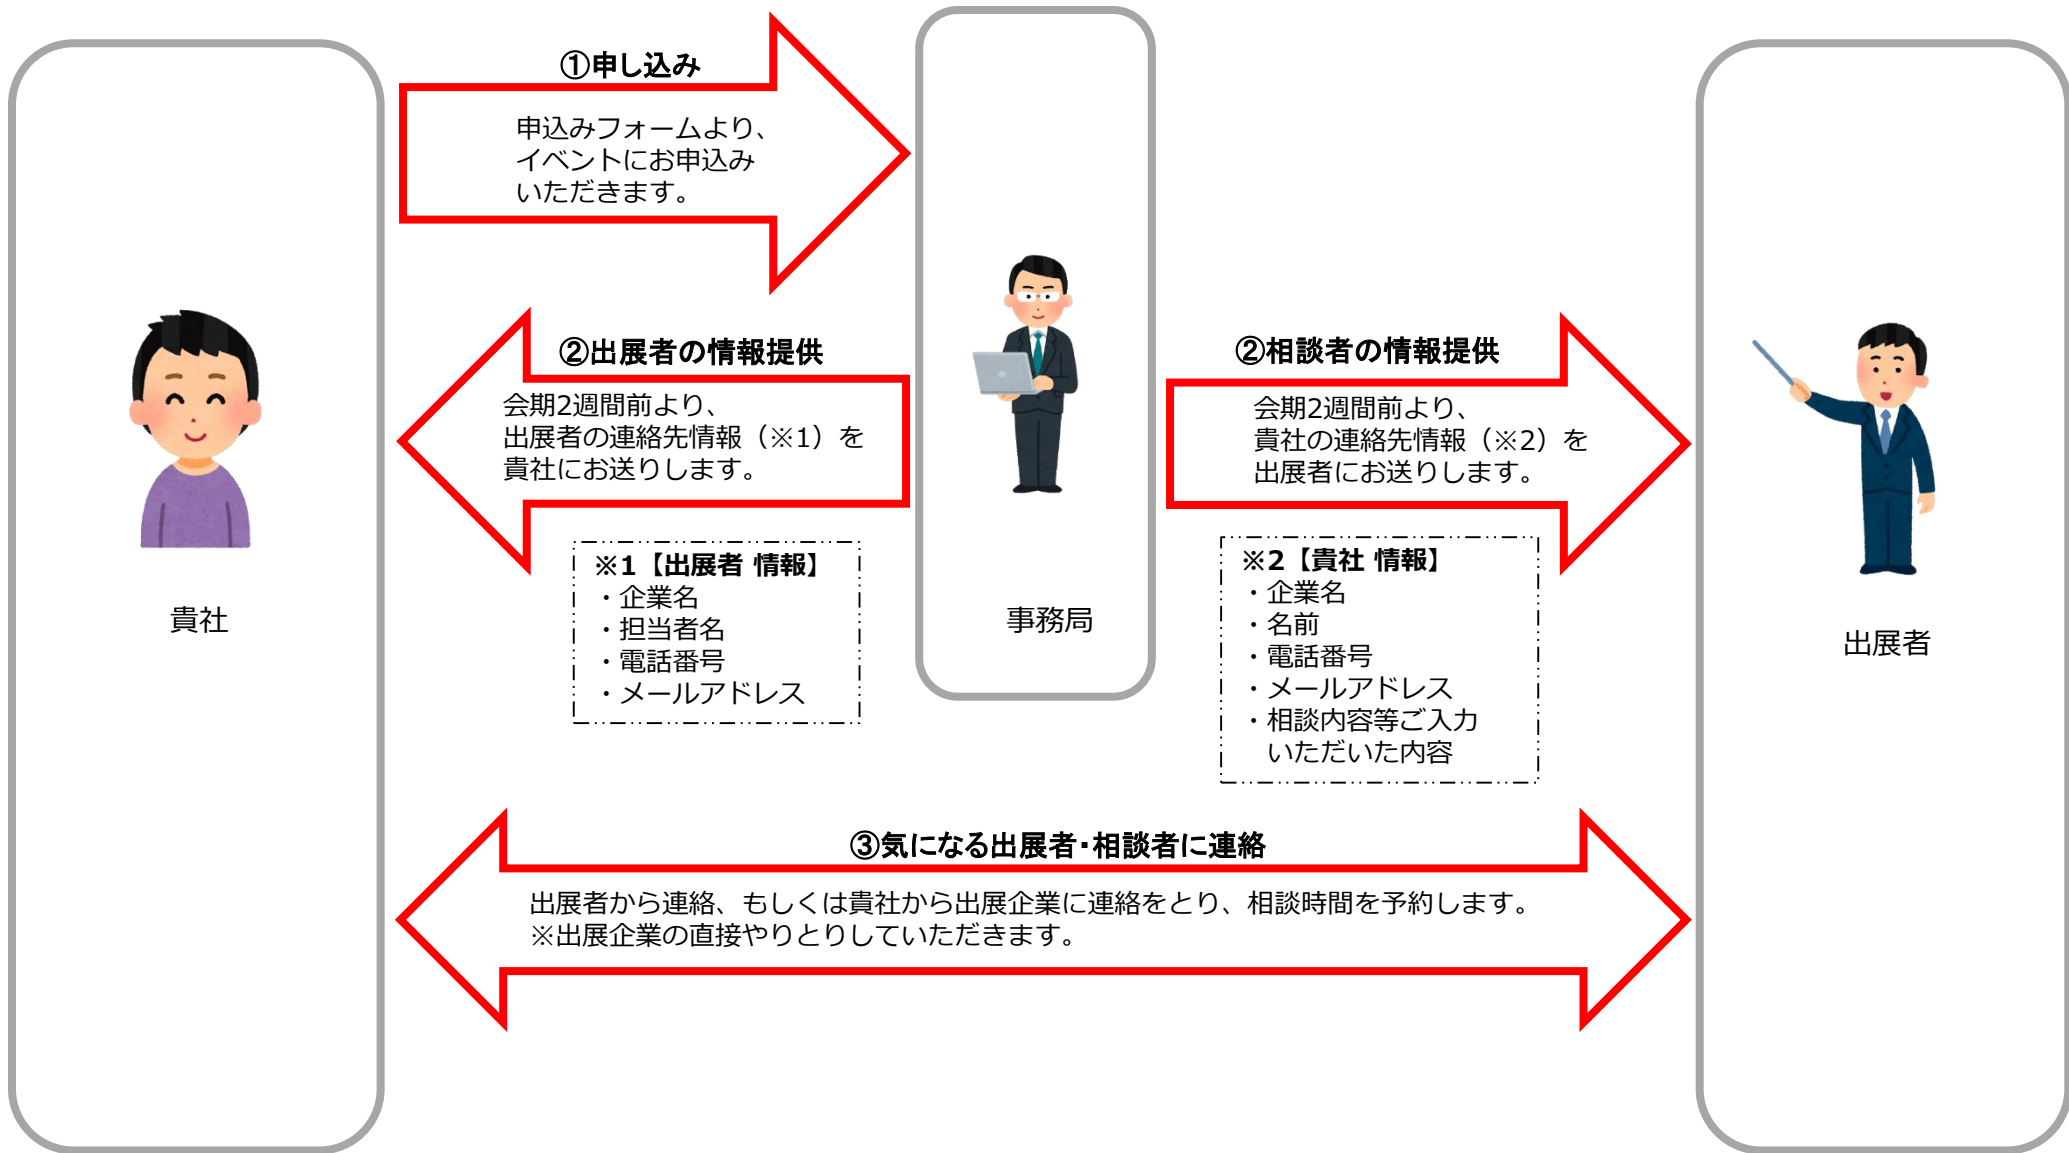 ①申し込み
申込みフォームより、
イベントにお申込み
いただきます。
②出展者の情報提供
会期2週間前より、
出展者の連絡先情報（※1）を
貴社にお送りします。
②相談者の情報提供
会期2週間前より、
貴社の連絡先情報（※2）を
出展者にお送りします。
※1【出展者 情報】
・企業名
・担当者名
・電話番号
・メールアドレス
※2【貴社 情報】
・企業名
・名前
・電話番号
・メールアドレス
・相談内容等ご入力
いただいた内容
貴社
事務局
出展者
③気になる出展者・相談者に連絡
出展者から連絡、もしくは貴社から出展企業に連絡をとり、相談時間を予約します。
※出展企業の直接やりとりしていただきます。